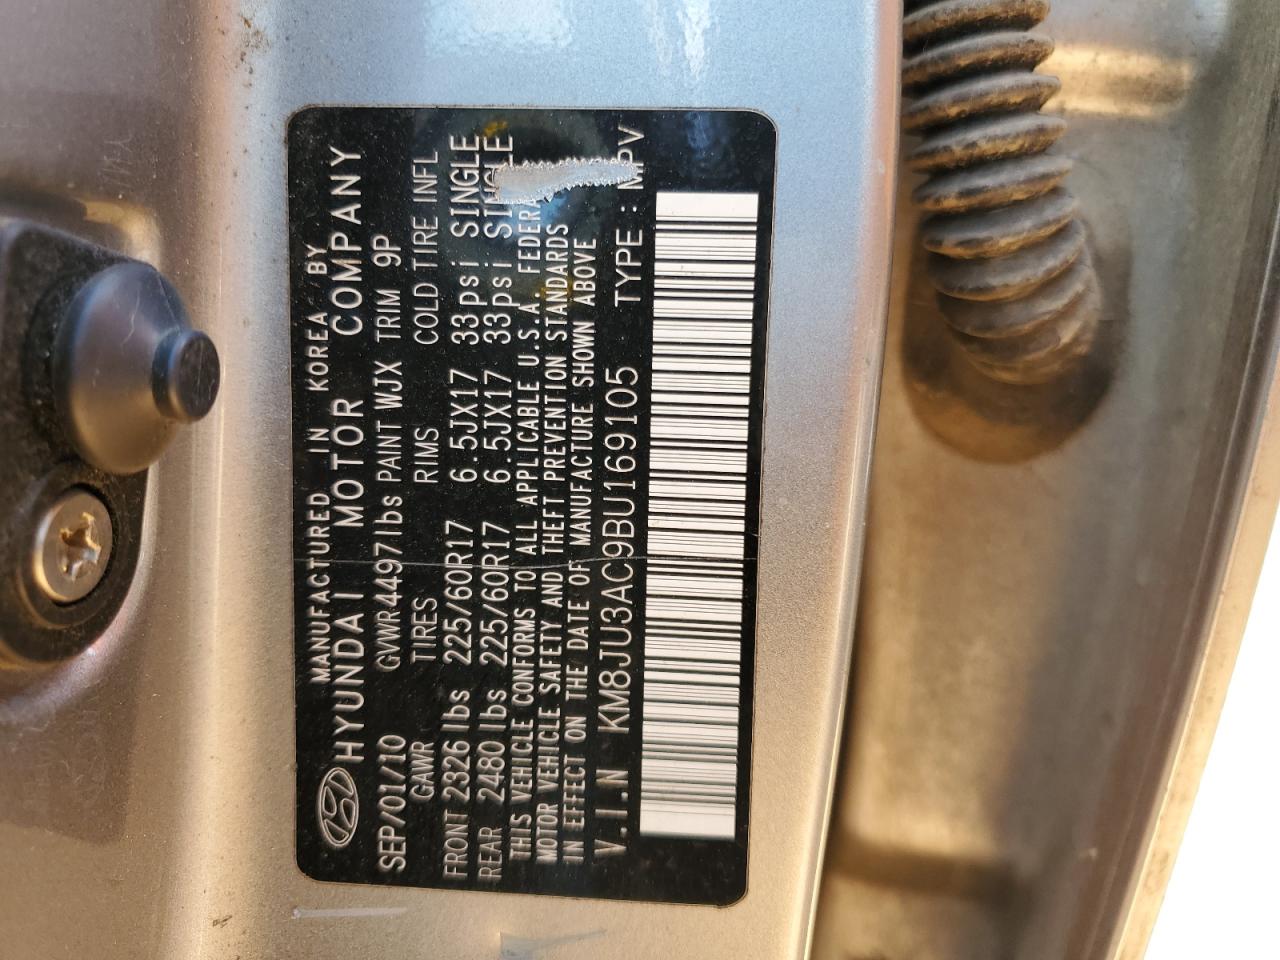 MANUFACTURED IN KOREA BY
HYUNDAI MOTOR COMPANY
SEP/01/10 GVWR4497lbs PAINT WJX TRIM 9P
GAWR TIRES RIMS COLD TIRE INFL
FRONT 2326 lbs 225/60R17 6.5JX17 33psi SINGLE
REAR 2480 lbs 225/60R17 6.5JX17 33psi SINGLE
THIS VEHICLE CONFORMS TO ALL APPLICABLE U.S.A. FEDERAL
MOTOR VEHICLE SAFETY AND THEFT PREVENTION STANDARDS
IN EFFECT ON THE DATE OF MANUFACTURE SHOWN ABOVE
V.I.N KM8JU3AC9BU169105 TYPE : MPV